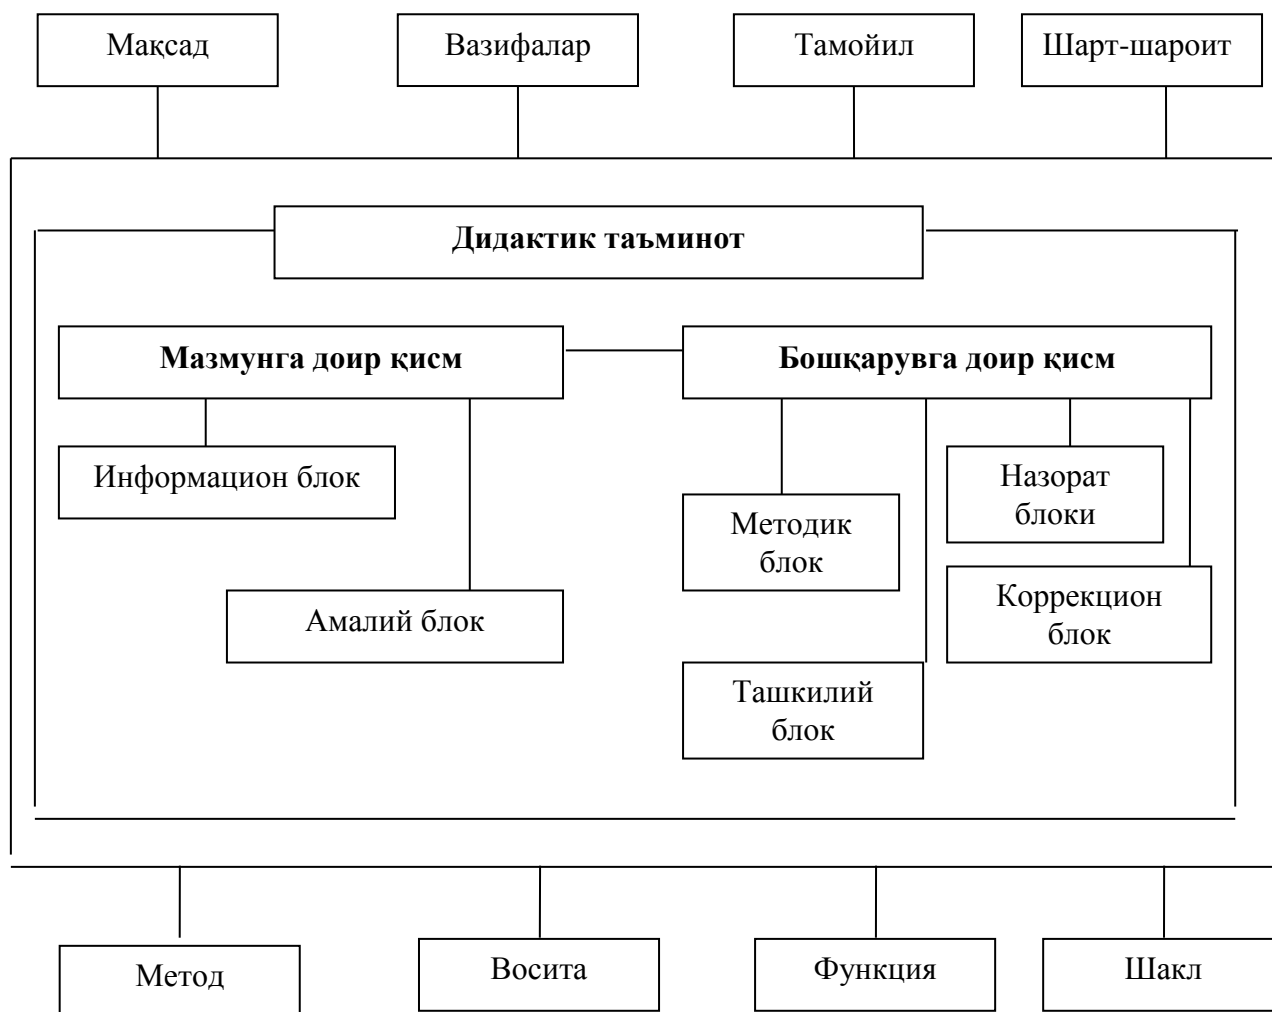 Мақсад
Вазифалар
Тамойил
Шарт-шароит
Дидактик таъминот
Мазмунга доир қисм
Бошқарувга доир қисм
Информацион блок
Амалий блок
Методик
блок
Ташкилий
блок
Назорат
блоки
Коррекцион
блок
Метод
Восита
Функция
Шакл